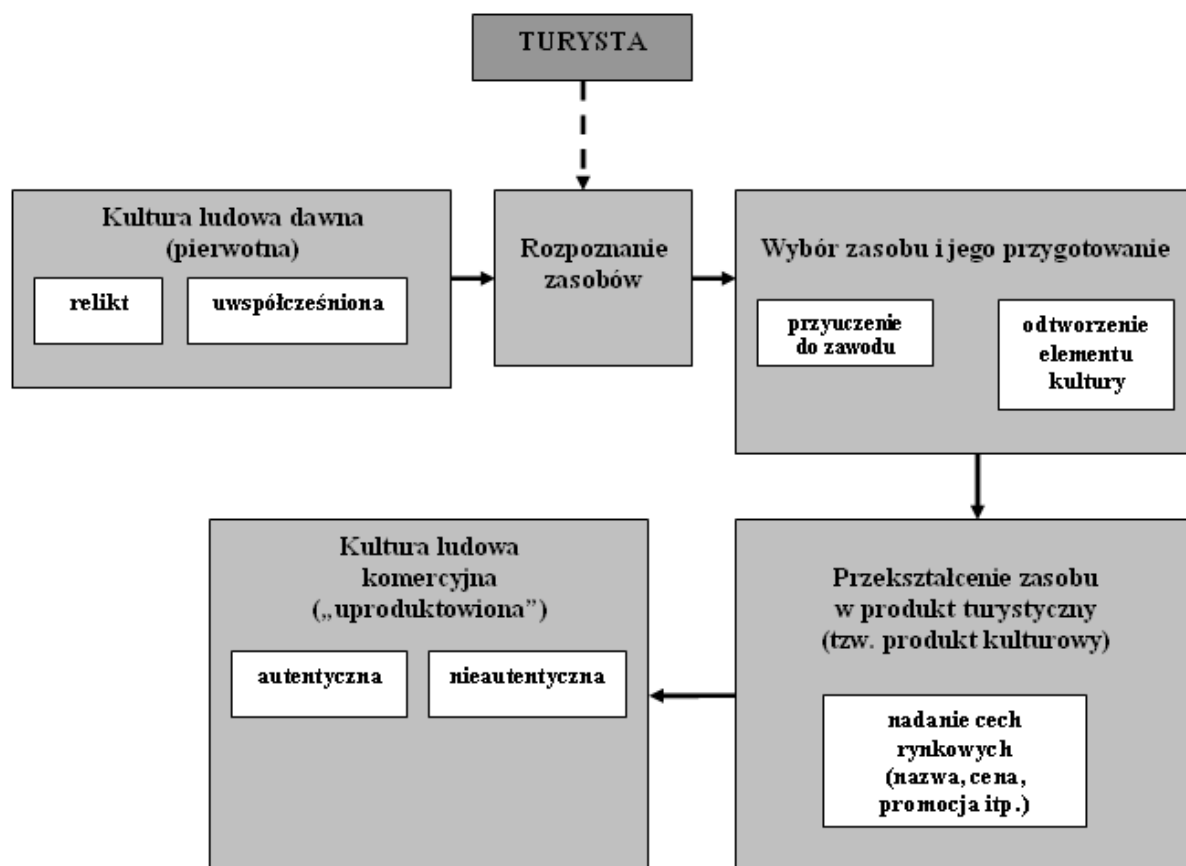 TURYSTA
Kultura ludowa dawna
(pierwotna)
relikt
uwspółcześniona
Rozpoznanie
zasobów
Wybór zasobu i jego przygotowanie
przyuczenie
do zawodu
odtworzenie
elementu
kultury
Kultura ludowa
komercyjna
(„uproduktowiona”)
autentyczna
nieautentyczna
Przekształcenie zasobu
w produkt turystyczny
(tzw. produkt kulturowy)
nadanie cech
rynkowych
(nazwa, cena,
promocja itp.)